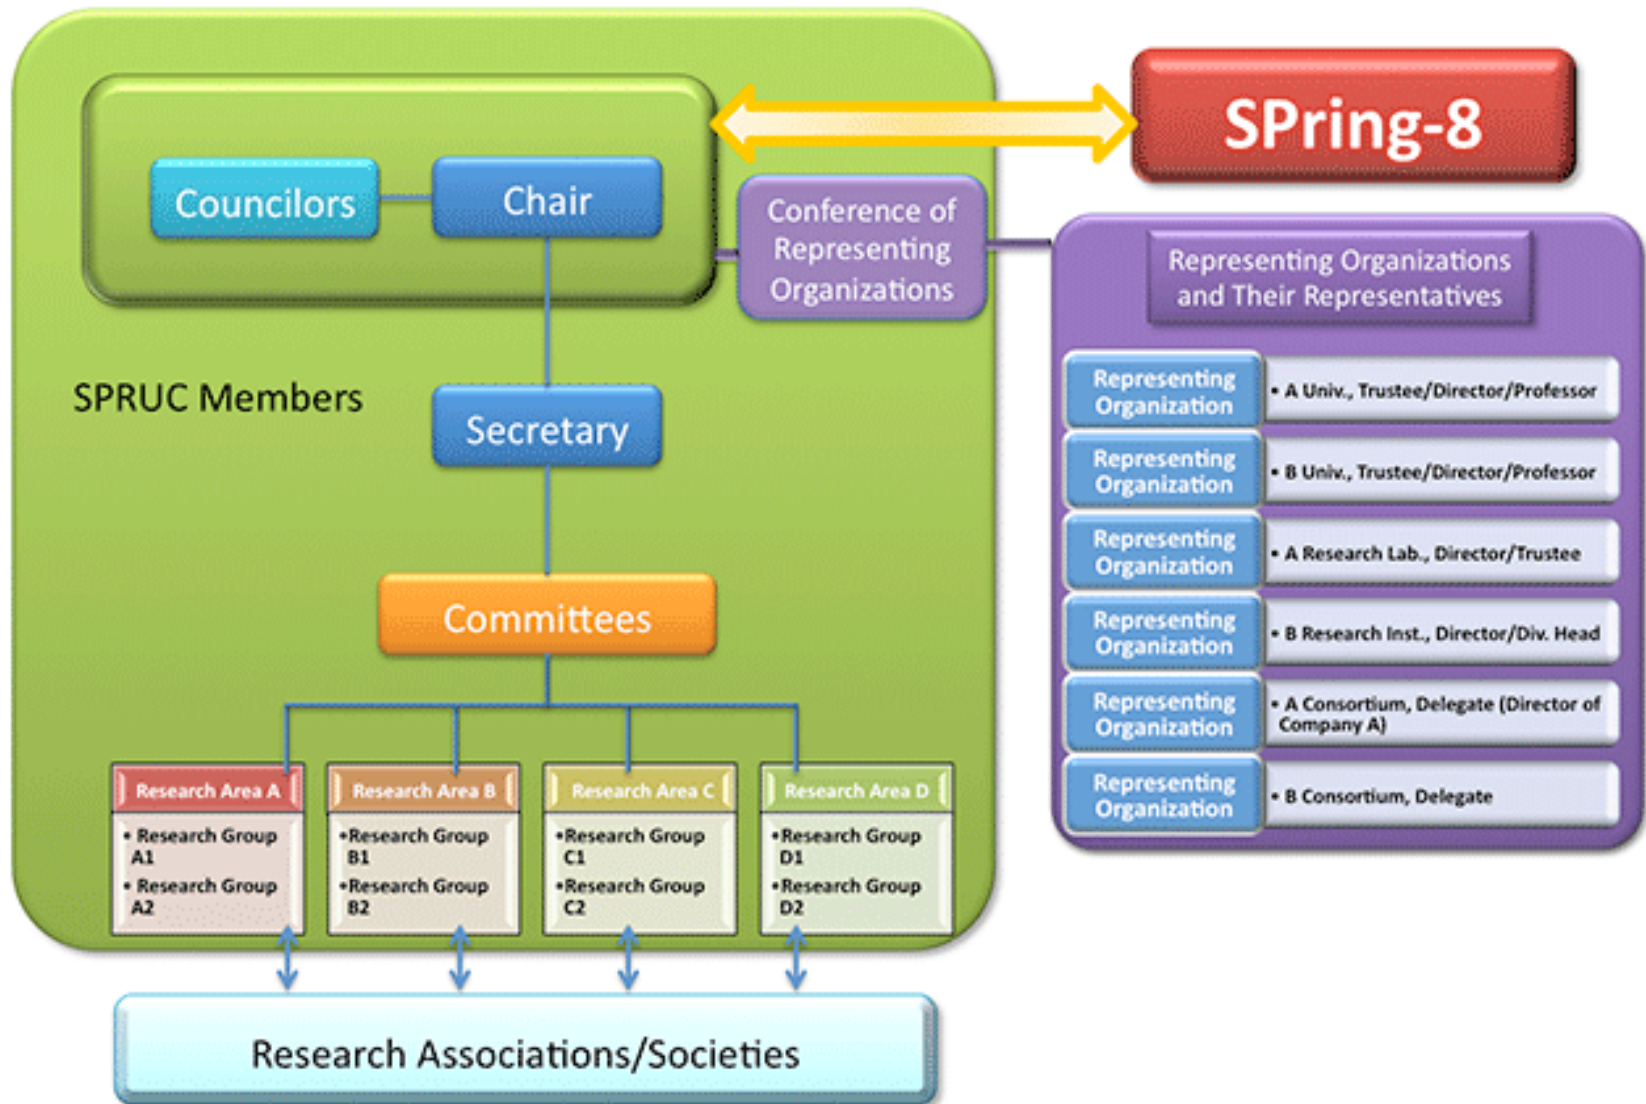 SPring-8
Councilors
Chair
Conference of
Representing
Organizations
Representing Organizations
and Their Representatives
SPRUC Members
Secretary
Committees
Representing
Organization
• A Univ., Trustee/Director/Professor
Representing
Organization
• B Univ., Trustee/Director/Professor
Representing
Organization
• A Research Lab., Director/Trustee
Representing
Organization
• B Research Inst., Director/Div. Head
Representing
Organization
• A Consortium, Delegate (Director of
Company A)
Representing
Organization
• B Consortium, Delegate
Research Area A
• Research Group
A1
• Research Group
A2
Research Area B
•Research Group
B1
•Research Group
B2
Research Area C
•Research Group
C1
•Research Group
C2
Research Area D
•Research Group
D1
•Research Group
D2
Research Associations/Societies